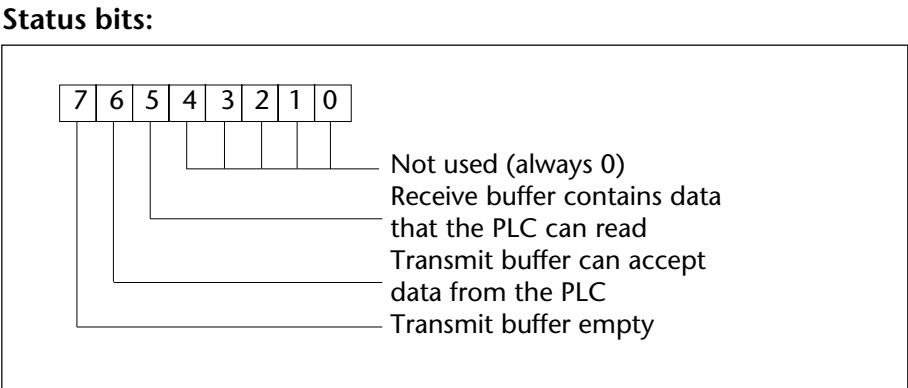 Status bits:
7 6 5 4 3 2 1 0
Not used (always 0)
Receive buffer contains data
that the PLC can read
Transmit buffer can accept
data from the PLC
Transmit buffer empty